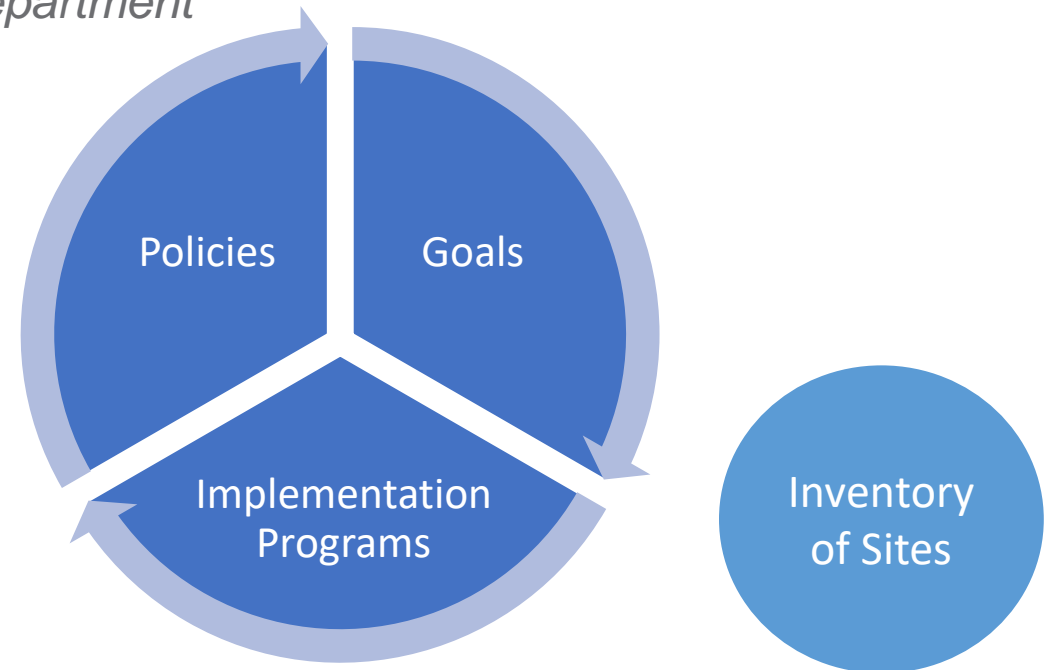 epartment
Policies
Goals
Implementation
Programs
Inventory
of Sites